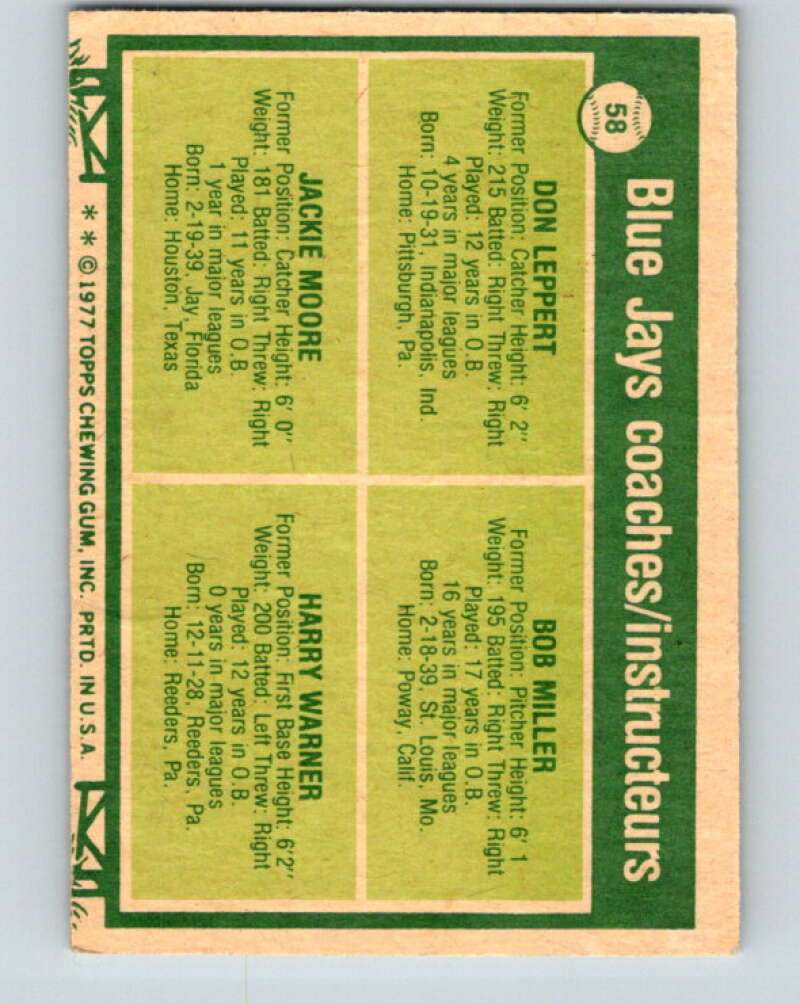 58
Blue Jays coaches/instructeurs
DON LEPPERT
Former Position: Catcher Height: 6' 2"
Weight: 215 Batted: Right Threw: Right
Played: 12 years in O.B.
4 years in major leagues
Born: 10-19-31, Indianapolis, Ind.
Home: Pittsburgh, Pa.
BOB MILLER
Former Position: Pitcher Height: 6' 1
Weight: 195 Batted: Right Threw: Right
Played: 17 years in O.B.
16 years in major leagues
Born: 2-18-39, St. Louis, Mo.
Home: Poway, Calif.
JACKIE MOORE
Former Position: Catcher Height: 6' 0"
Weight: 181 Batted: Right Threw: Right
Played: 11 years in O.B
1 year in major leagues
Born: 2-19-39, Jay, Florida
Home: Houston, Texas
HARRY WARNER
Former Position: First Base Height: 6'2"
Weight: 200 Batted: Left Threw: Right
Played: 12 years in O.B.
0 years in major leagues
Born: 12-11-28, Reeders, Pa.
Home: Reeders, Pa.
* * © 1977 TOPPS CHEWING GUM, INC. PRTD. IN U.S.A.